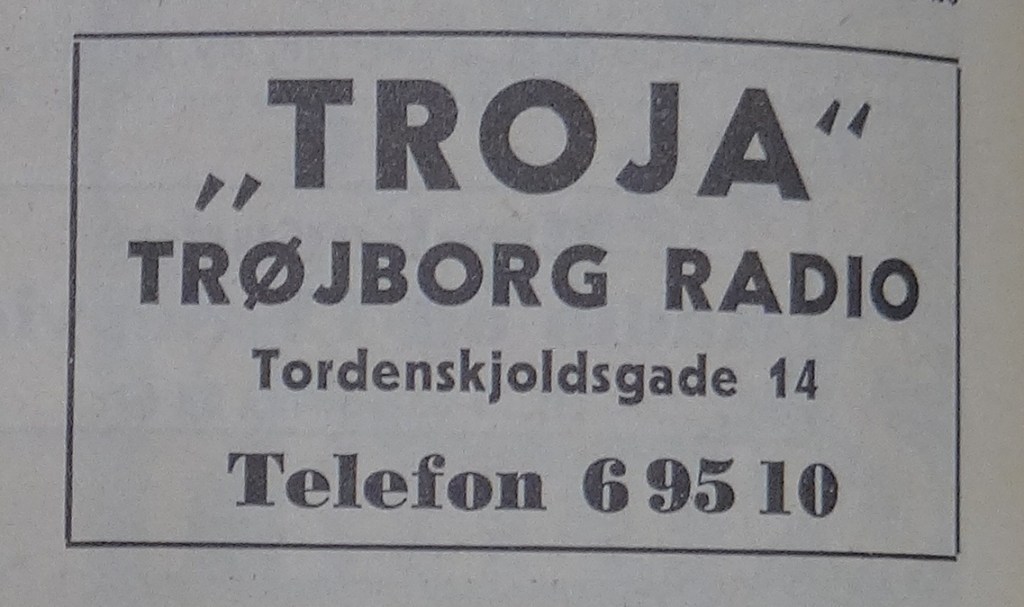 „TROJA“
TRØJBORG RADIO
Tordenskjoldsgade 14
Telefon 6 95 10